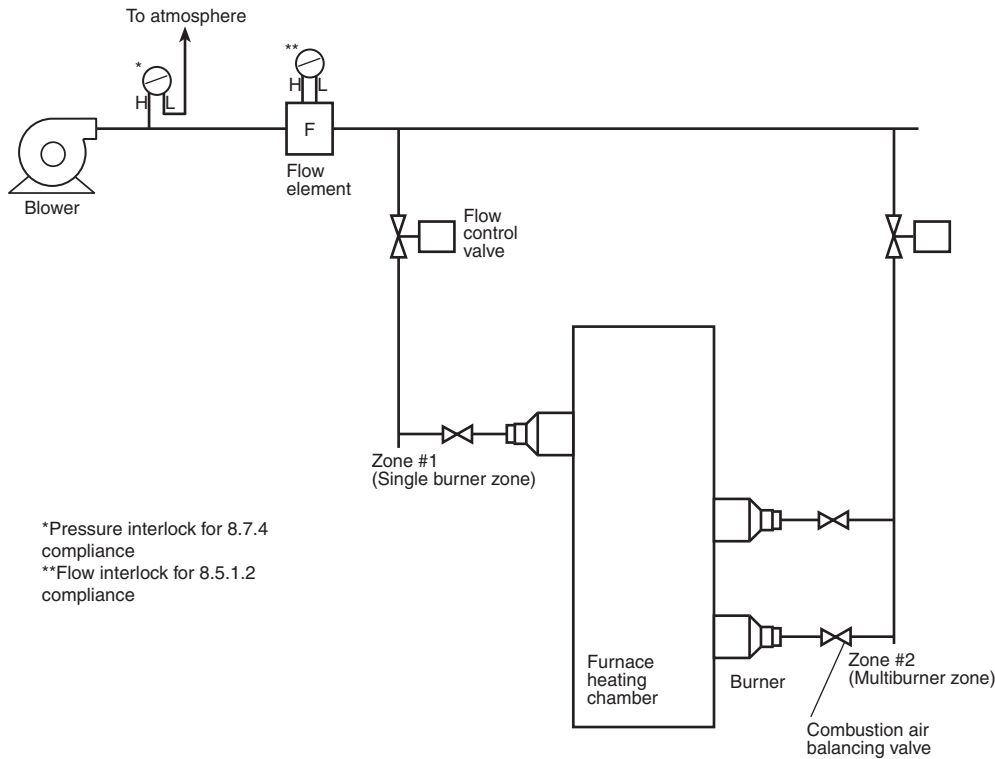 To atmosphere
*
**
H L
H L
F
Flow
element
Blower
Flow
control
valve
Zone #1
(Single burner zone)
*Pressure interlock for 8.7.4
compliance
**Flow interlock for 8.5.1.2
compliance
Furnace
heating
chamber
Burner
Zone #2
(Multiburner zone)
Combustion air
balancing valve